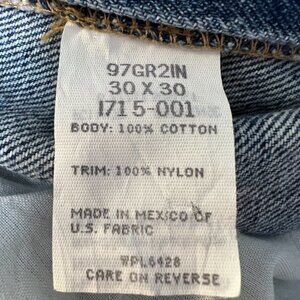 97GR2IN
30 X 30
1715-001
BODY: 100% COTTON
TRIM: 100% NYLON
MADE IN MEXICO OF
U.S. FABRIC
WPL6428
CARE ON REVERSE